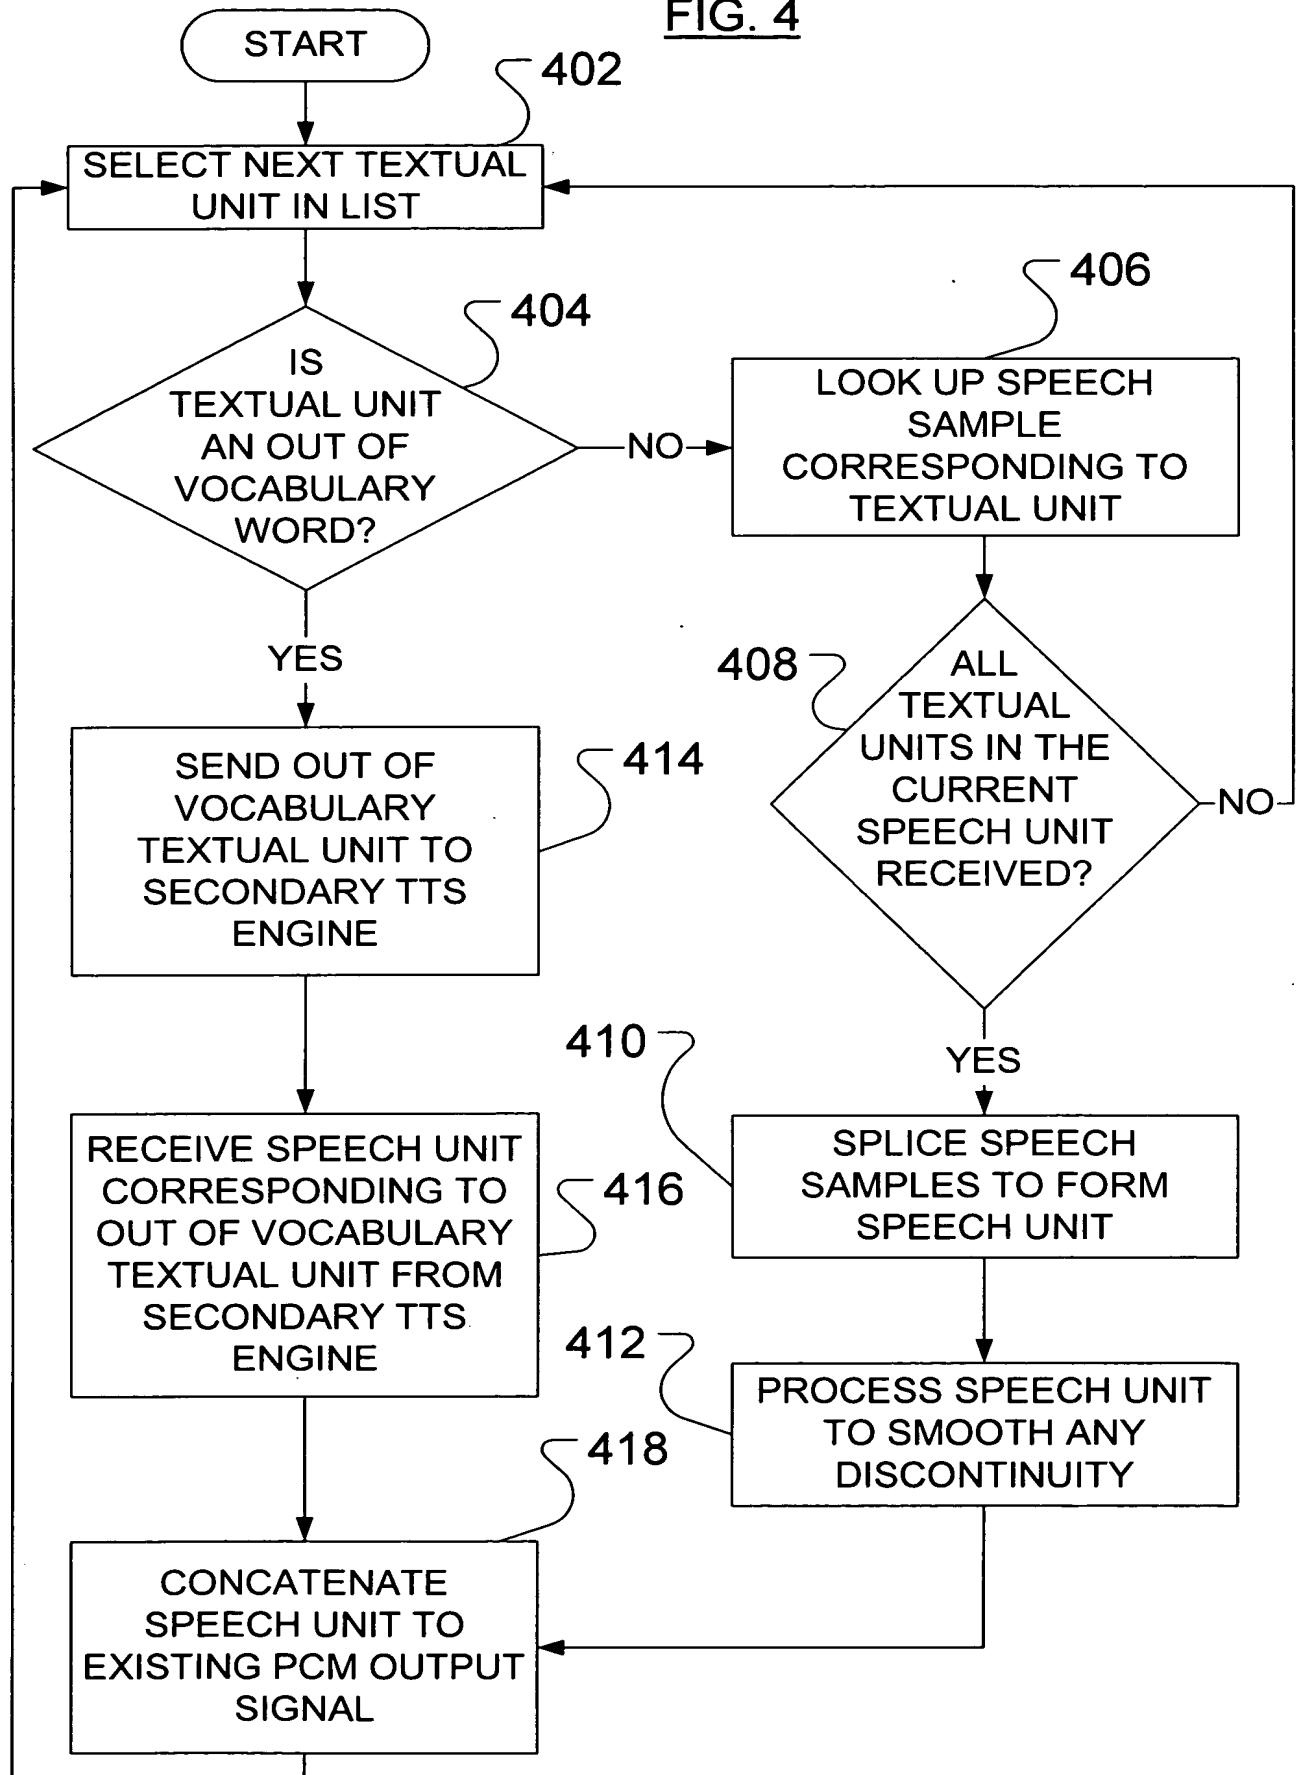 FIG. 4
START
402
SELECT NEXT TEXTUAL
UNIT IN LIST
404
IS
TEXTUAL UNIT
AN OUT OF
VOCABULARY
WORD?
NO
406
LOOK UP SPEECH
SAMPLE
CORRESPONDING TO
TEXTUAL UNIT
YES
408
ALL
TEXTUAL
UNITS IN THE
CURRENT
SPEECH UNIT
RECEIVED?
NO
414
SEND OUT OF
VOCABULARY
TEXTUAL UNIT TO
SECONDARY TTS
ENGINE
YES
410
SPLICE SPEECH
SAMPLES TO FORM
SPEECH UNIT
416
RECEIVE SPEECH UNIT
CORRESPONDING TO
OUT OF VOCABULARY
TEXTUAL UNIT FROM
SECONDARY TTS
ENGINE
412
PROCESS SPEECH UNIT
TO SMOOTH ANY
DISCONTINUITY
418
CONCATENATE
SPEECH UNIT TO
EXISTING PCM OUTPUT
SIGNAL